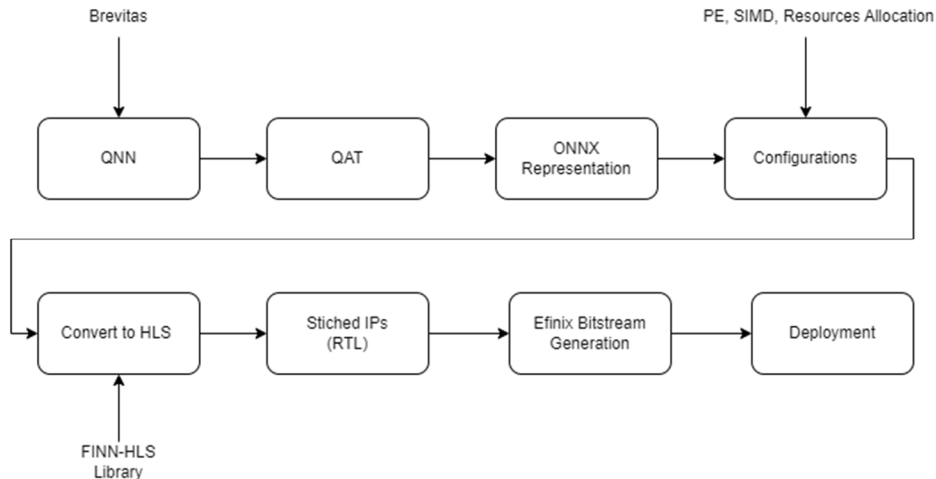 Brevitas
PE, SIMD, Resources Allocation
QNN
QAT
ONNX
Representation
Configurations
Convert to HLS
Stiched IPs
(RTL)
Efinix Bitstream
Generation
Deployment
FINN-HLS
Library